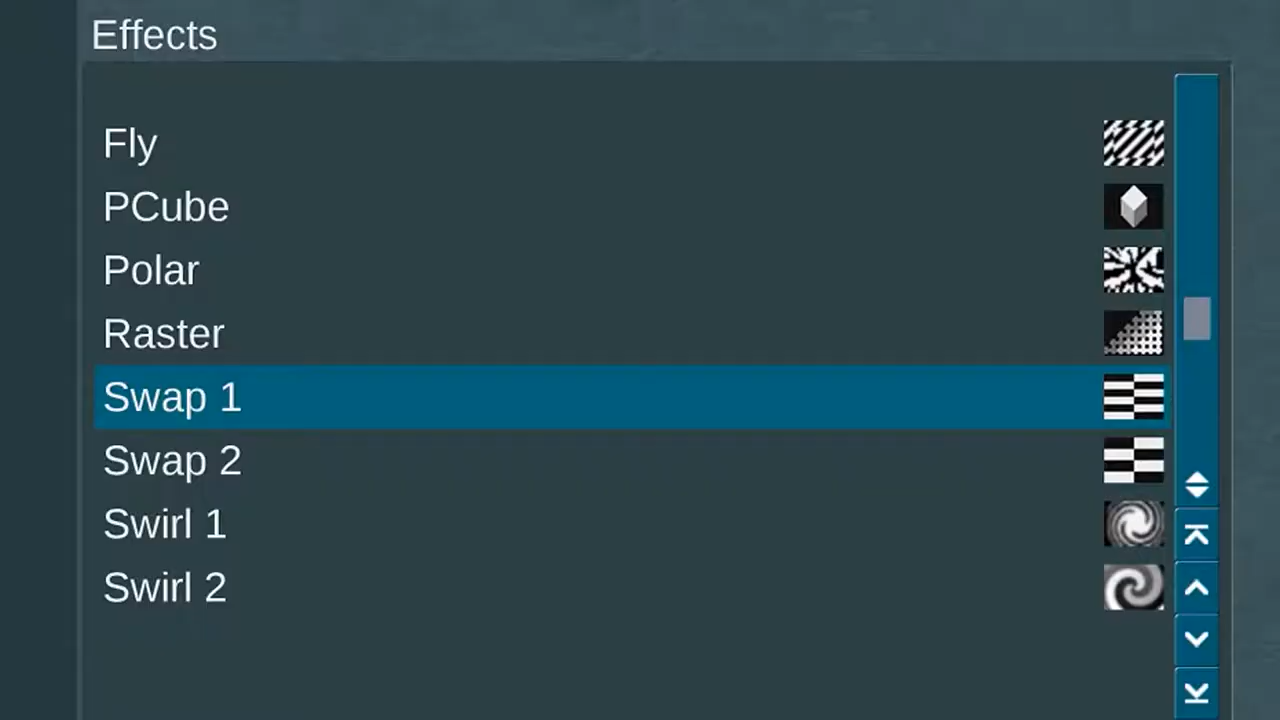 Effects
Fly
PCube
Polar
Raster
Swap 1
Swap 2
Swirl 1
Swirl 2